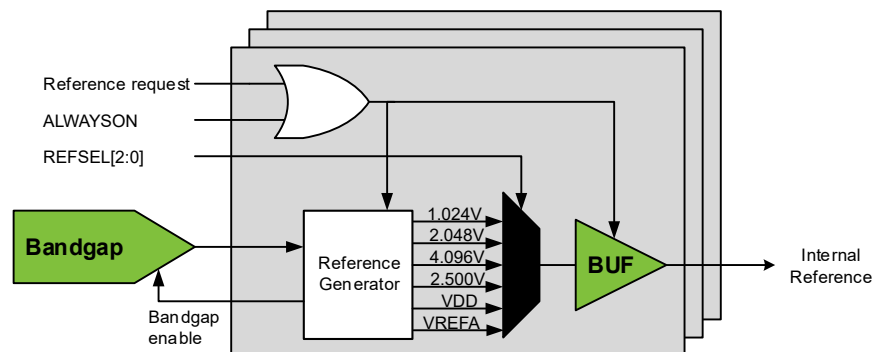 Reference request
ALWAYSON
REFSEL[2:0]
Bandgap
Bandgap
enable
Reference
Generator
1.024V
2.048V
4.096V
2.500V
VDD
VREFA
BUF
Internal
Reference